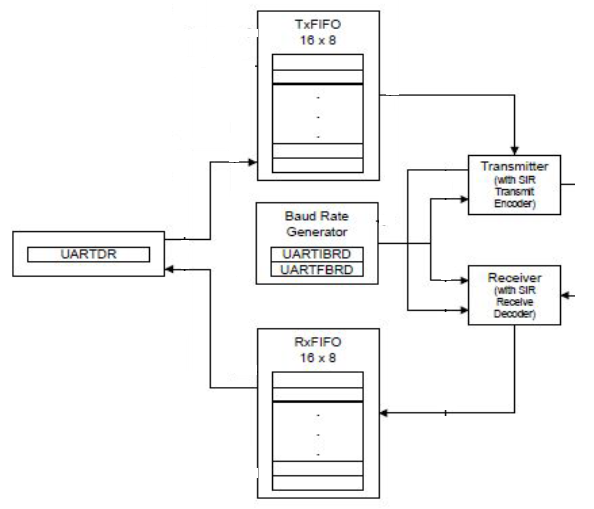 TxFIFO
16 x 8
Transmitter
(with SIR
Transmit
Encoder)
Baud Rate
Generator
UARTIBRD
UARTFBRD
UARTDR
Receiver
(with SIR
Receive
Decoder)
RxFIFO
16 x 8